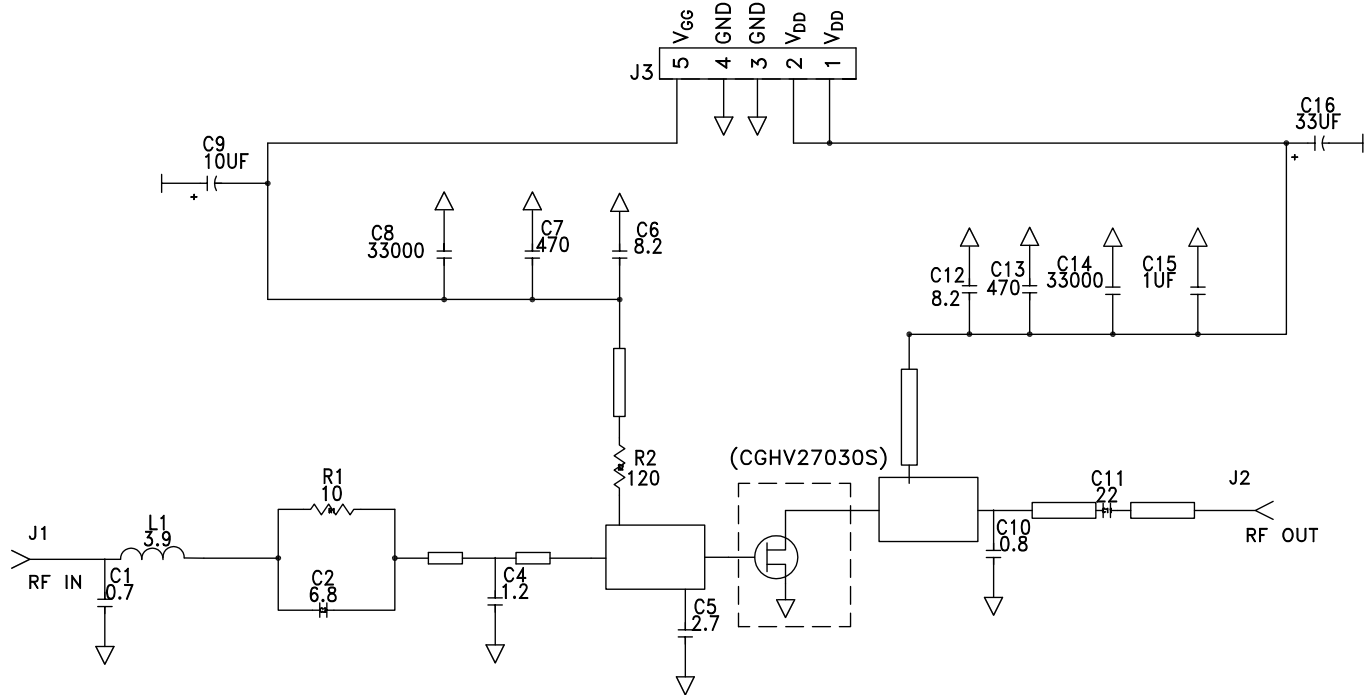 VGG
GND
GND
VDD
VDD
J3
5
4
3
2
1
C16
33UF
+
C9
10UF
+
C8
33000
C7
470
C6
8.2
C12
8.2
C13
470
C14
33000
C15
1UF
(CGHV27030S)
R2
120
R1
10
C11
22
J2
RF OUT
J1
RF IN
L1
3.9
C10
0.8
C1
0.7
C2
6.8
C4
1.2
C5
2.7